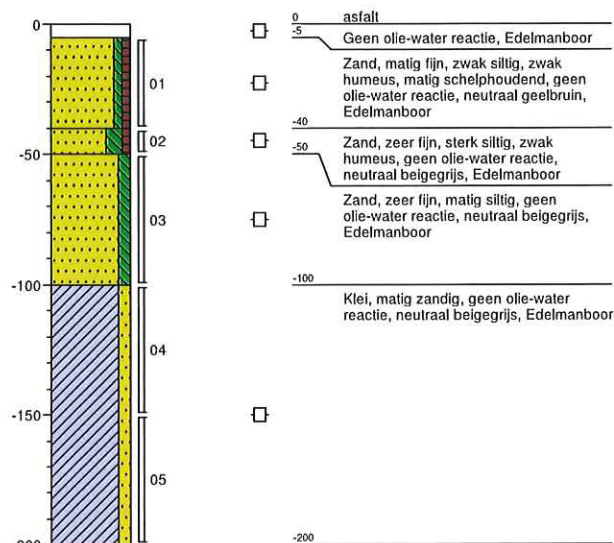 0
-50
-100
-150
-200
01
02
03
04
05
0 asfalt
-5
Geen olie-water reactie, Edelmanboor
Zand, matig fijn, zwak siltig, zwak
humeus, matig schelphoudend, geen
olie-water reactie, neutraal geelbruin,
Edelmanboor
-40
Zand, zeer fijn, sterk siltig, zwak
humeus, geen olie-water reactie,
neutraal beigegrijs, Edelmanboor
-50
Zand, zeer fijn, matig siltig, geen
olie-water reactie, neutraal beigegrijs,
Edelmanboor
-100
Klei, matig zandig, geen olie-water
reactie, neutraal beigegrijs, Edelmanboor
-200